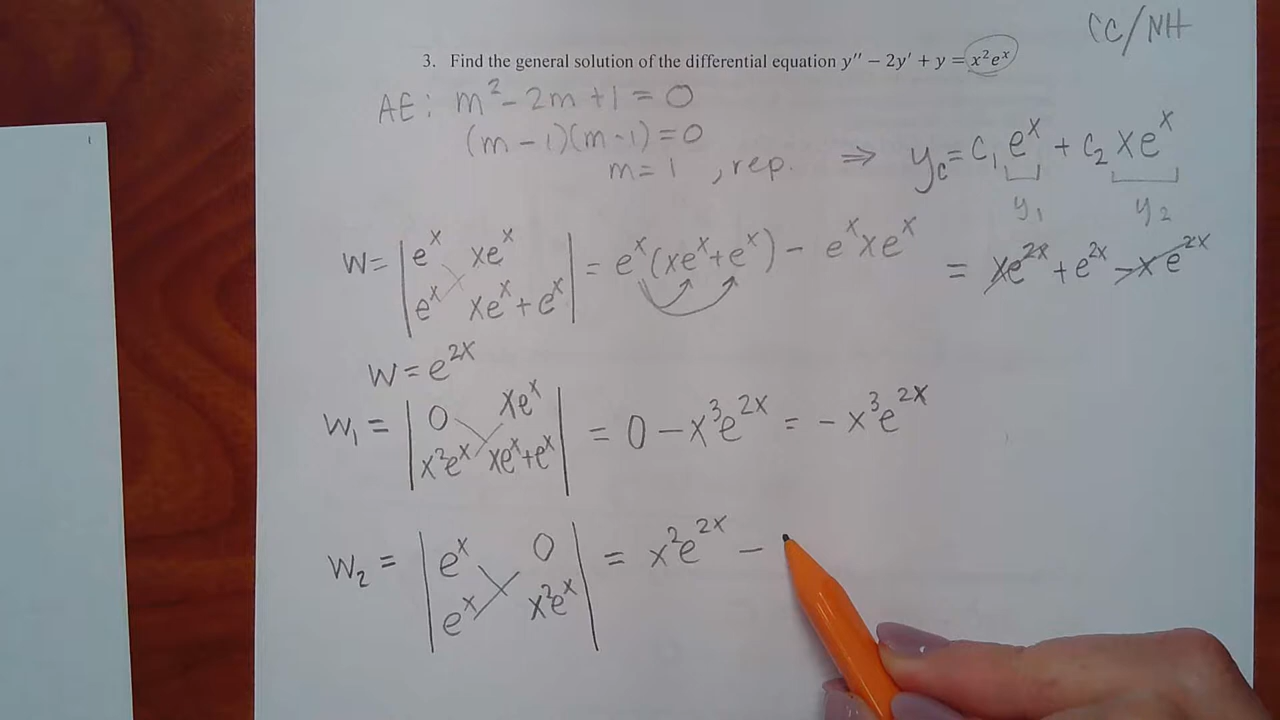 CC/NH
3. Find the general solution of the differential equation y″ − 2y′ + y = x²eˣ
AE: m² - 2m + 1 = 0
(m - 1)(m - 1) = 0
m = 1, rep. ⇒ y_c = c₁eˣ + c₂xeˣ
y₁ y₂
W = | eˣ xeˣ | = eˣ(xeˣ + eˣ) - eˣxeˣ = xe²ˣ + e²ˣ - xe²ˣ
| eˣ xeˣ + eˣ |
W = e²ˣ
W₁ = | 0 xeˣ | = 0 - x³e²ˣ = - x³e²ˣ
| x²eˣ xeˣ+eˣ |
W₂ = | eˣ 0 | = x²e²ˣ -
| eˣ x²eˣ |